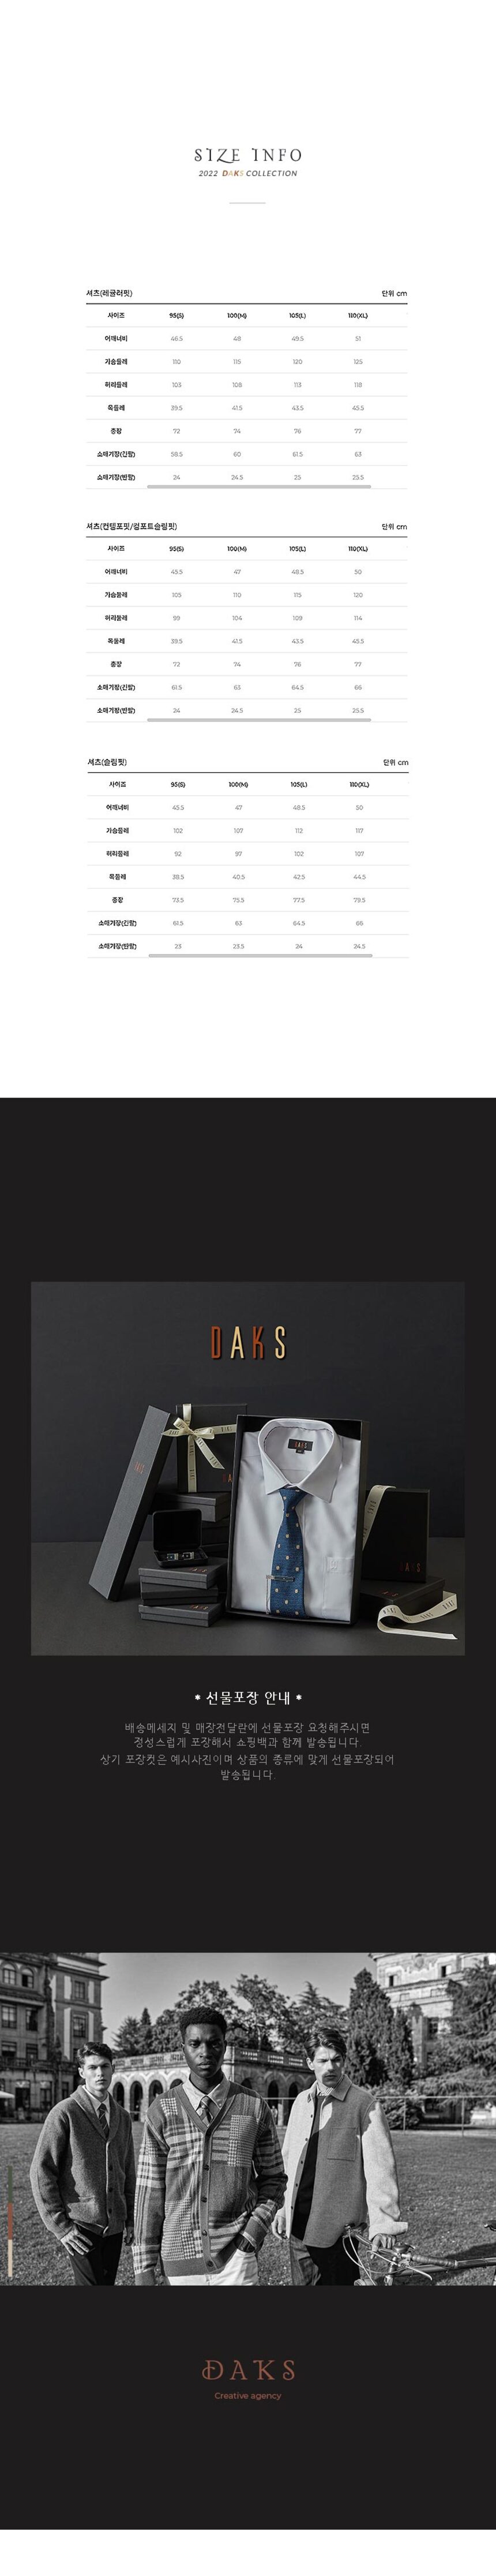 SIZE INFO
2022 DAKS COLLECTION
셔츠(레귤러핏) 단위 cm
사이즈 95(S) 100(M) 105(L) 110(XL)
어깨너비 46.5 48 49.5 51
가슴둘레 110 115 120 125
허리둘레 103 108 113 118
목둘레 39.5 41.5 43.5 45.5
총장 72 74 76 77
소매기장(긴팔) 58.5 60 61.5 63
소매기장(반팔) 24 24.5 25 25.5
셔츠(컨템포핏/컴포트슬림핏) 단위 cm
사이즈 95(S) 100(M) 105(L) 110(XL)
어깨너비 45.5 47 48.5 50
가슴둘레 105 110 115 120
허리둘레 99 104 109 114
목둘레 39.5 41.5 43.5 45.5
총장 72 74 76 77
소매기장(긴팔) 61.5 63 64.5 66
소매기장(반팔) 24 24.5 25 25.5
셔츠(슬림핏) 단위 cm
사이즈 95(S) 100(M) 105(L) 110(XL)
어깨너비 45.5 47 48.5 50
가슴둘레 102 107 112 117
허리둘레 92 97 102 107
목둘레 38.5 40.5 42.5 44.5
총장 73.5 75.5 77.5 79.5
소매기장(긴팔) 61.5 63 64.5 66
소매기장(반팔) 23 23.5 24 24.5
DAKS
DAKS
* 선물포장 안내 *
배송메세지 및 매장전달란에 선물포장 요청해주시면
정성스럽게 포장해서 쇼핑백과 함께 발송됩니다.
상기 포장컷은 예시사진이며 상품의 종류에 맞게 선물포장되어
발송됩니다.
DAKS
Creative agency